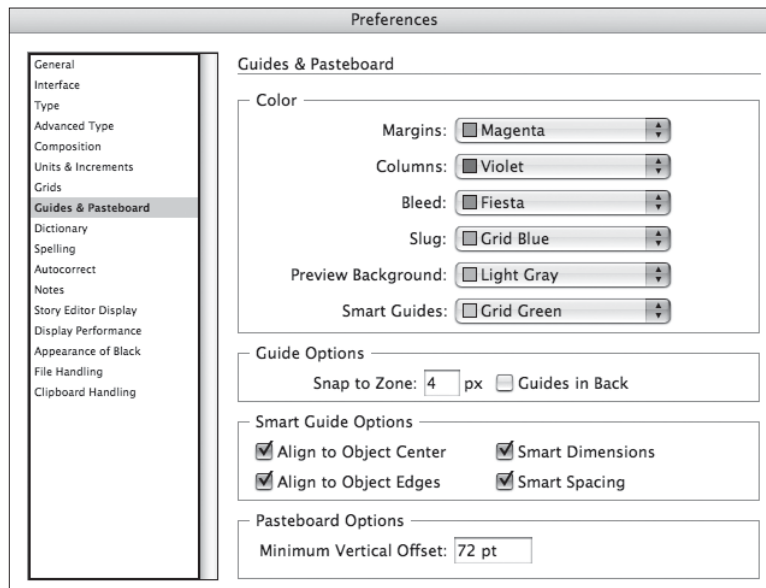 Preferences
General
Interface
Type
Advanced Type
Composition
Units & Increments
Grids
Guides & Pasteboard
Dictionary
Spelling
Autocorrect
Notes
Story Editor Display
Display Performance
Appearance of Black
File Handling
Clipboard Handling
Guides & Pasteboard
Color
Margins: Magenta
Columns: Violet
Bleed: Fiesta
Slug: Grid Blue
Preview Background: Light Gray
Smart Guides: Grid Green
Guide Options
Snap to Zone: 4 px Guides in Back
Smart Guide Options
Align to Object Center Smart Dimensions
Align to Object Edges Smart Spacing
Pasteboard Options
Minimum Vertical Offset: 72 pt